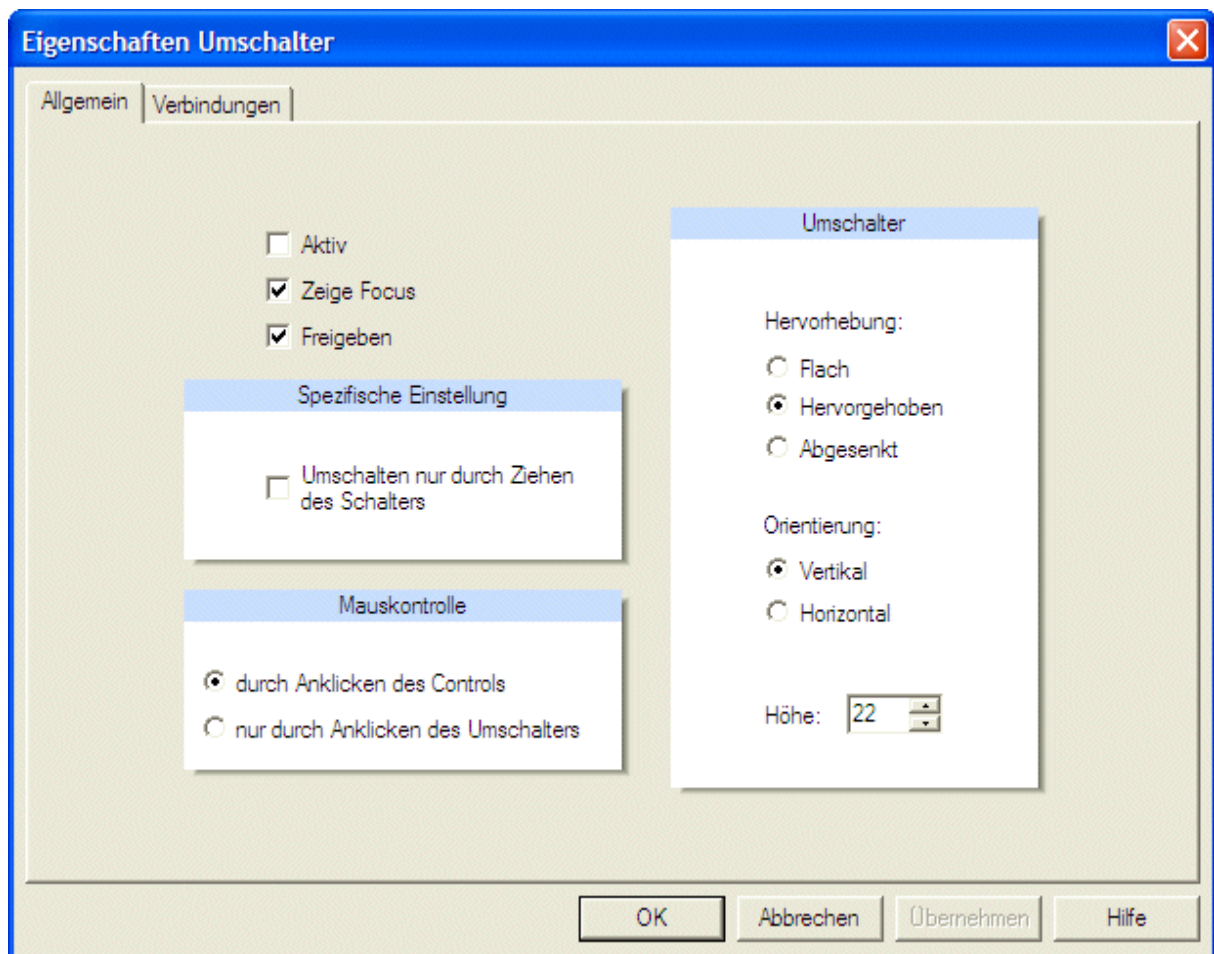 Eigenschaften Umschalter
Allgemein
Verbindungen
Aktiv
Zeige Focus
Freigeben
Spezifische Einstellung
Umschalten nur durch Ziehen
des Schalters
Mauskontrolle
durch Anklicken des Controls
nur durch Anklicken des Umschalters
Umschalter
Hervorhebung:
Flach
Hervorgehoben
Abgesenkt
Orientierung:
Vertikal
Horizontal
Höhe: 22
OK
Abbrechen
Übernehmen
Hilfe